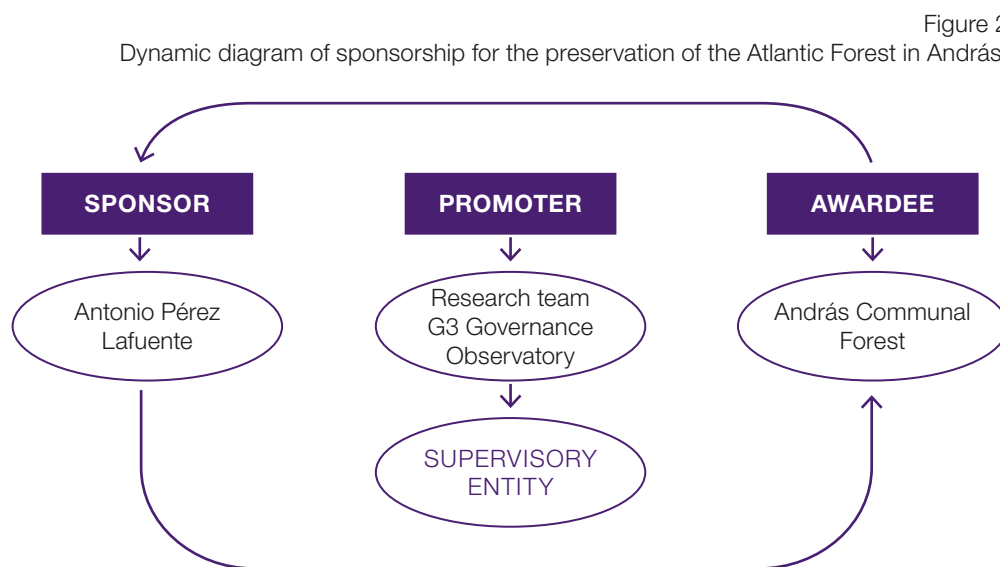 Figure 2
Dynamic diagram of sponsorship for the preservation of the Atlantic Forest in András
SPONSOR
PROMOTER
AWARDEE
Antonio Pérez
Lafuente
Research team
G3 Governance
Observatory
András Communal
Forest
SUPERVISORY
ENTITY